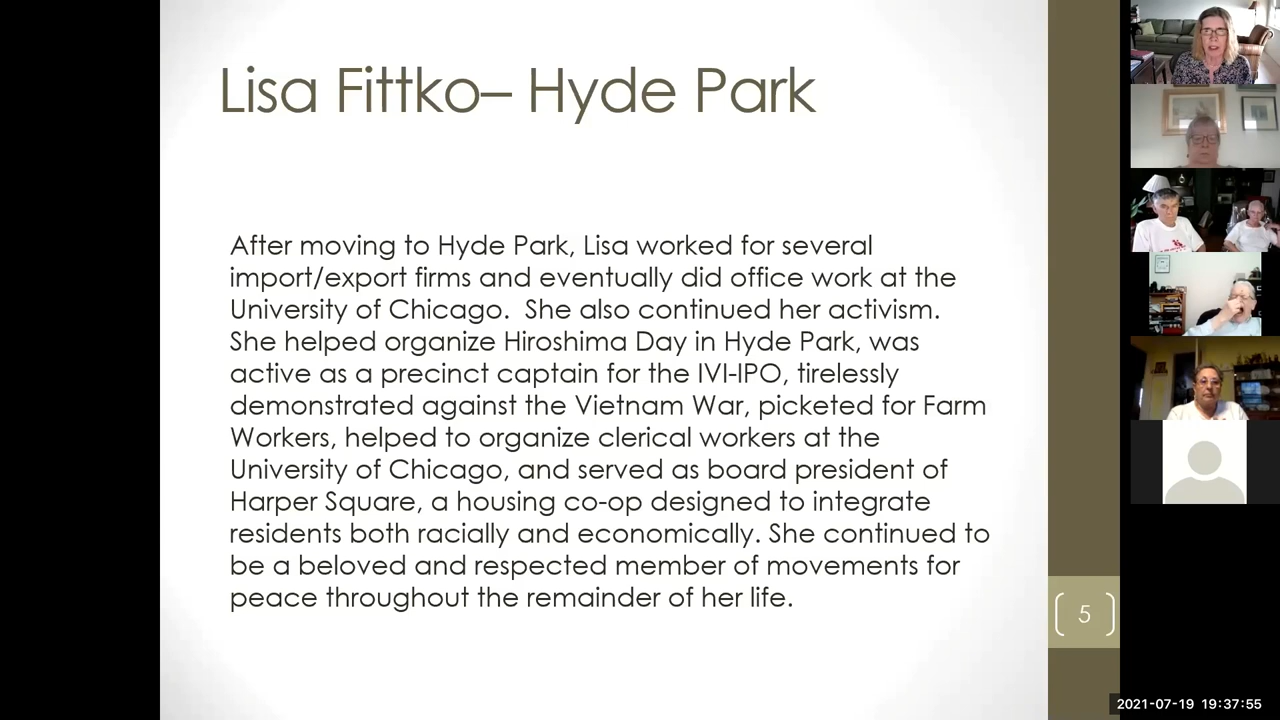 Lisa Fittko– Hyde Park
After moving to Hyde Park, Lisa worked for several
import/export firms and eventually did office work at the
University of Chicago.  She also continued her activism.
She helped organize Hiroshima Day in Hyde Park, was
active as a precinct captain for the IVI-IPO, tirelessly
demonstrated against the Vietnam War, picketed for Farm
Workers, helped to organize clerical workers at the
University of Chicago, and served as board president of
Harper Square, a housing co-op designed to integrate
residents both racially and economically. She continued to
be a beloved and respected member of movements for
peace throughout the remainder of her life.
5
2021-07-19 19:37:55